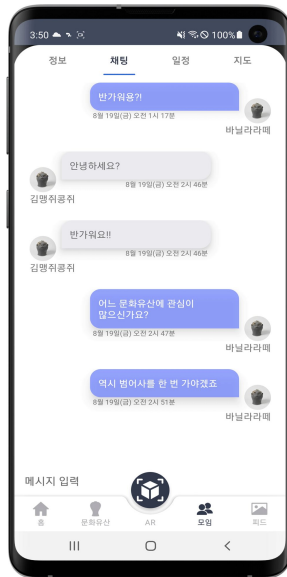 3:50
100%
정보 채팅 일정 지도
반가워용?!
8월 19일(금) 오전 1시 17분
바닐라라떼
안녕하세요?
8월 19일(금) 오전 2시 46분
김맹쥐콩쥐
반가워요!!
8월 19일(금) 오전 2시 46분
김맹쥐콩쥐
어느 문화유산에 관심이
많으신가요?
8월 19일(금) 오전 2시 47분
바닐라라떼
역시 범어사를 한 번 가야겠죠
8월 19일(금) 오전 2시 51분
바닐라라떼
메시지 입력
홈 문화유산 AR 모임 피드